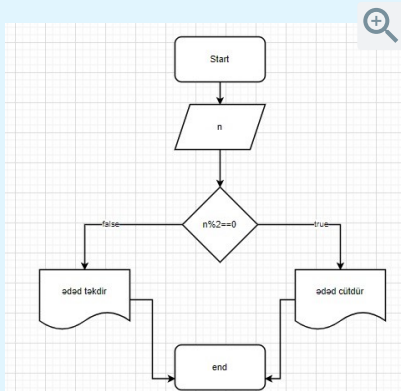 Start
n
n%2==0
false
true
ədəd təkdir
ədəd cütdür
end